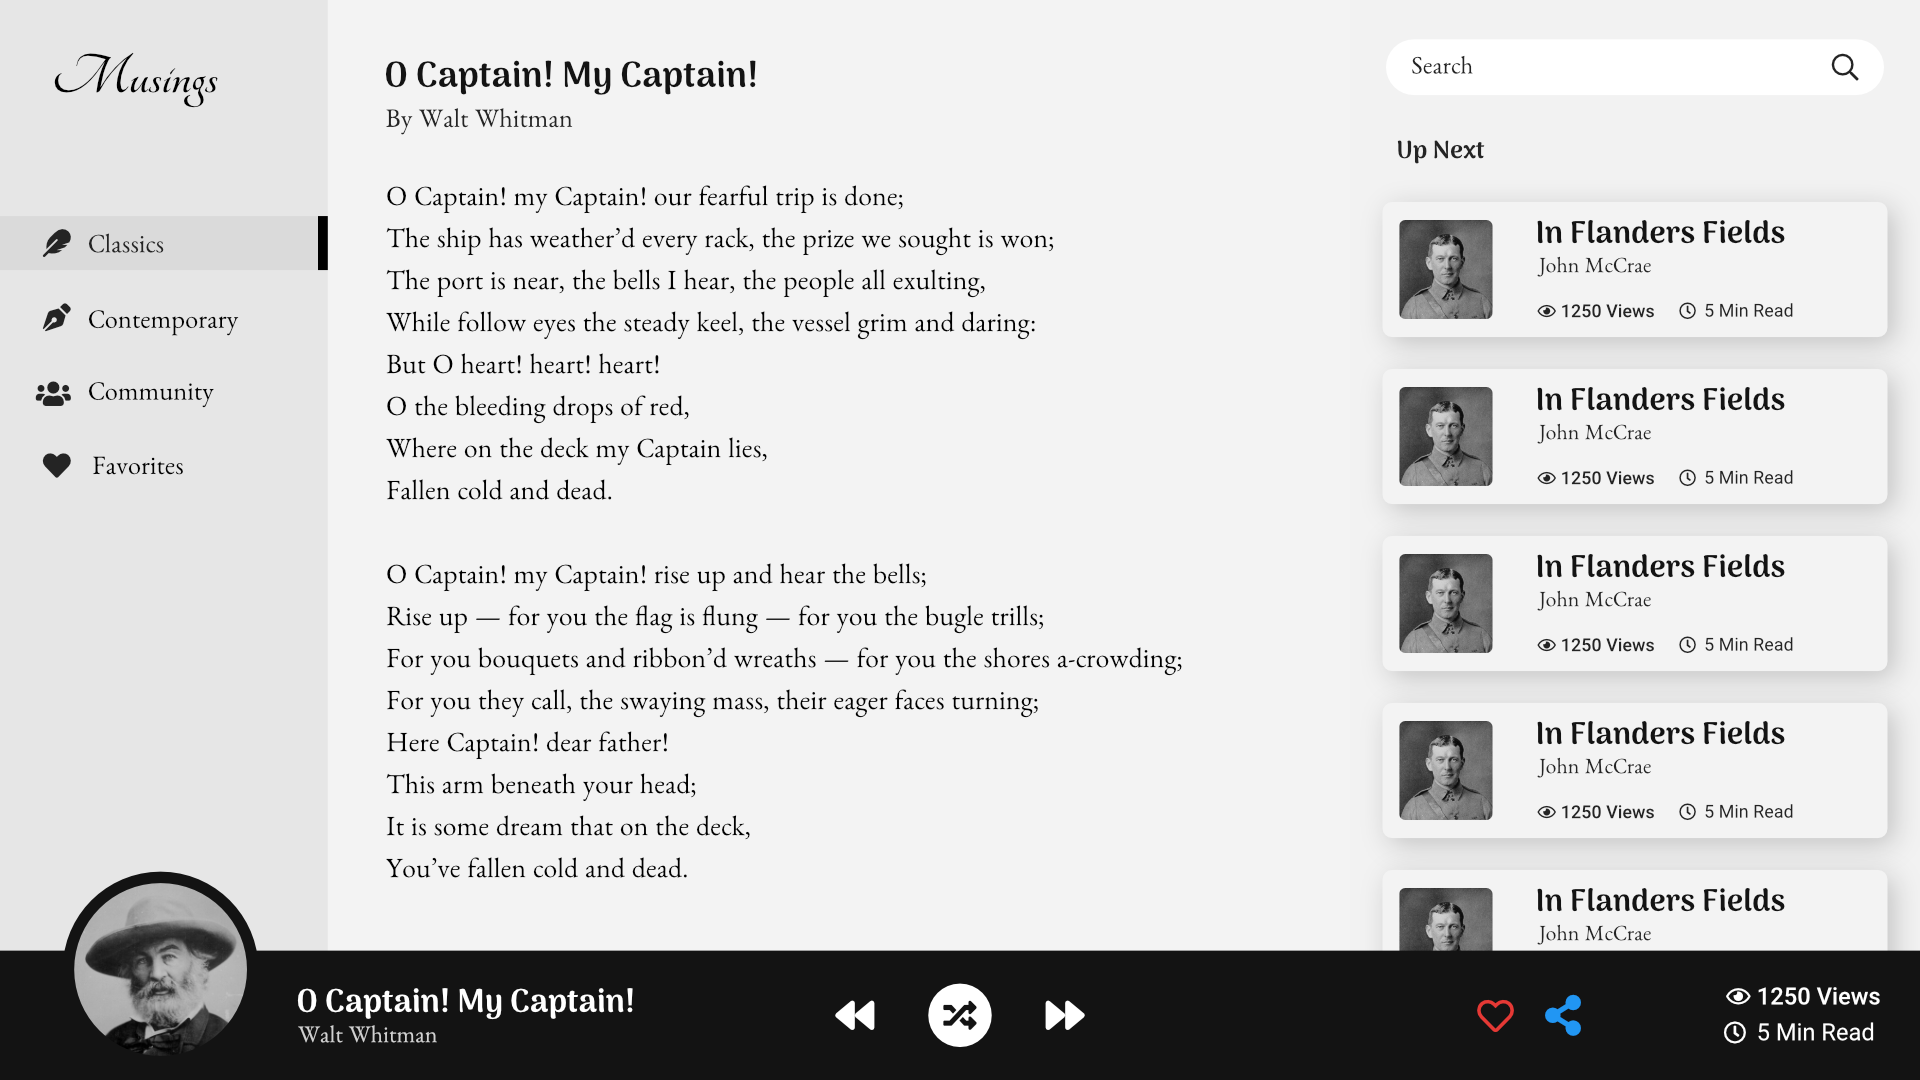 Musings
Classics
Contemporary
Community
Favorites
O Captain! My Captain!
By Walt Whitman
O Captain! my Captain! our fearful trip is done;
The ship has weather’d every rack, the prize we sought is won;
The port is near, the bells I hear, the people all exulting,
While follow eyes the steady keel, the vessel grim and daring:
But O heart! heart! heart!
O the bleeding drops of red,
Where on the deck my Captain lies,
Fallen cold and dead.
O Captain! my Captain! rise up and hear the bells;
Rise up — for you the flag is flung — for you the bugle trills;
For you bouquets and ribbon’d wreaths — for you the shores a-crowding;
For you they call, the swaying mass, their eager faces turning;
Here Captain! dear father!
This arm beneath your head;
It is some dream that on the deck,
You’ve fallen cold and dead.
Search
Up Next
In Flanders Fields
John McCrae
1250 Views 5 Min Read
In Flanders Fields
John McCrae
1250 Views 5 Min Read
In Flanders Fields
John McCrae
1250 Views 5 Min Read
In Flanders Fields
John McCrae
1250 Views 5 Min Read
In Flanders Fields
John McCrae
O Captain! My Captain!
Walt Whitman
1250 Views
5 Min Read